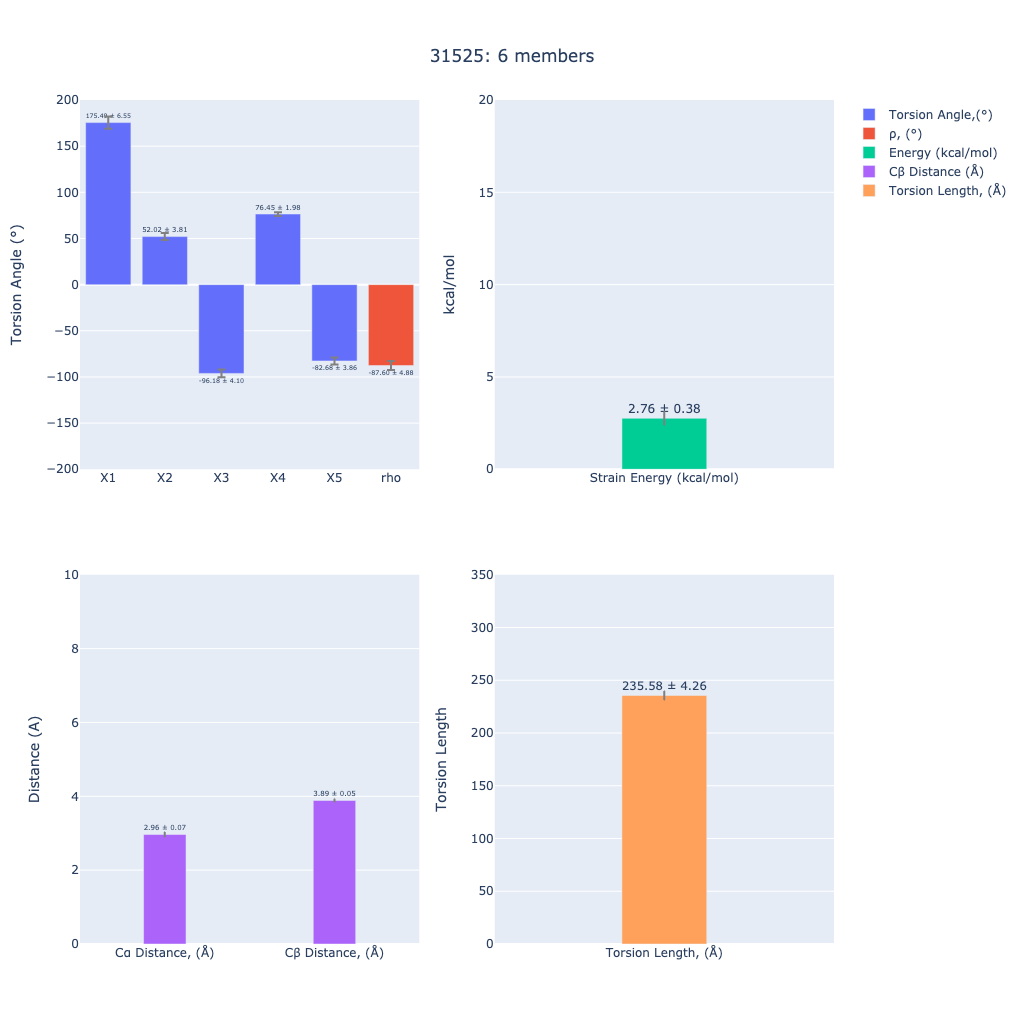 31525: 6 members
Torsion Angle (°)
200
150
100
50
0
−50
−100
−150
−200
175.49 ± 6.55
52.02 ± 3.81
-96.18 ± 4.10
76.45 ± 1.98
-82.68 ± 3.86
-87.60 ± 4.88
X1 X2 X3 X4 X5 rho
kcal/mol
20
15
10
5
0
2.76 ± 0.38
Strain Energy (kcal/mol)
Torsion Angle,(°)
ρ, (°)
Energy (kcal/mol)
Cβ Distance (Å)
Torsion Length, (Å)
Distance (A)
10
8
6
4
2
0
2.96 ± 0.07
3.89 ± 0.05
Cα Distance, (Å) Cβ Distance, (Å)
Torsion Length
350
300
250
200
150
100
50
0
235.58 ± 4.26
Torsion Length, (Å)